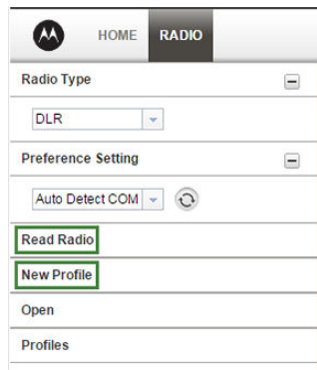 HOME RADIO
Radio Type
DLR
Preference Setting
Auto Detect COM
Read Radio
New Profile
Open
Profiles